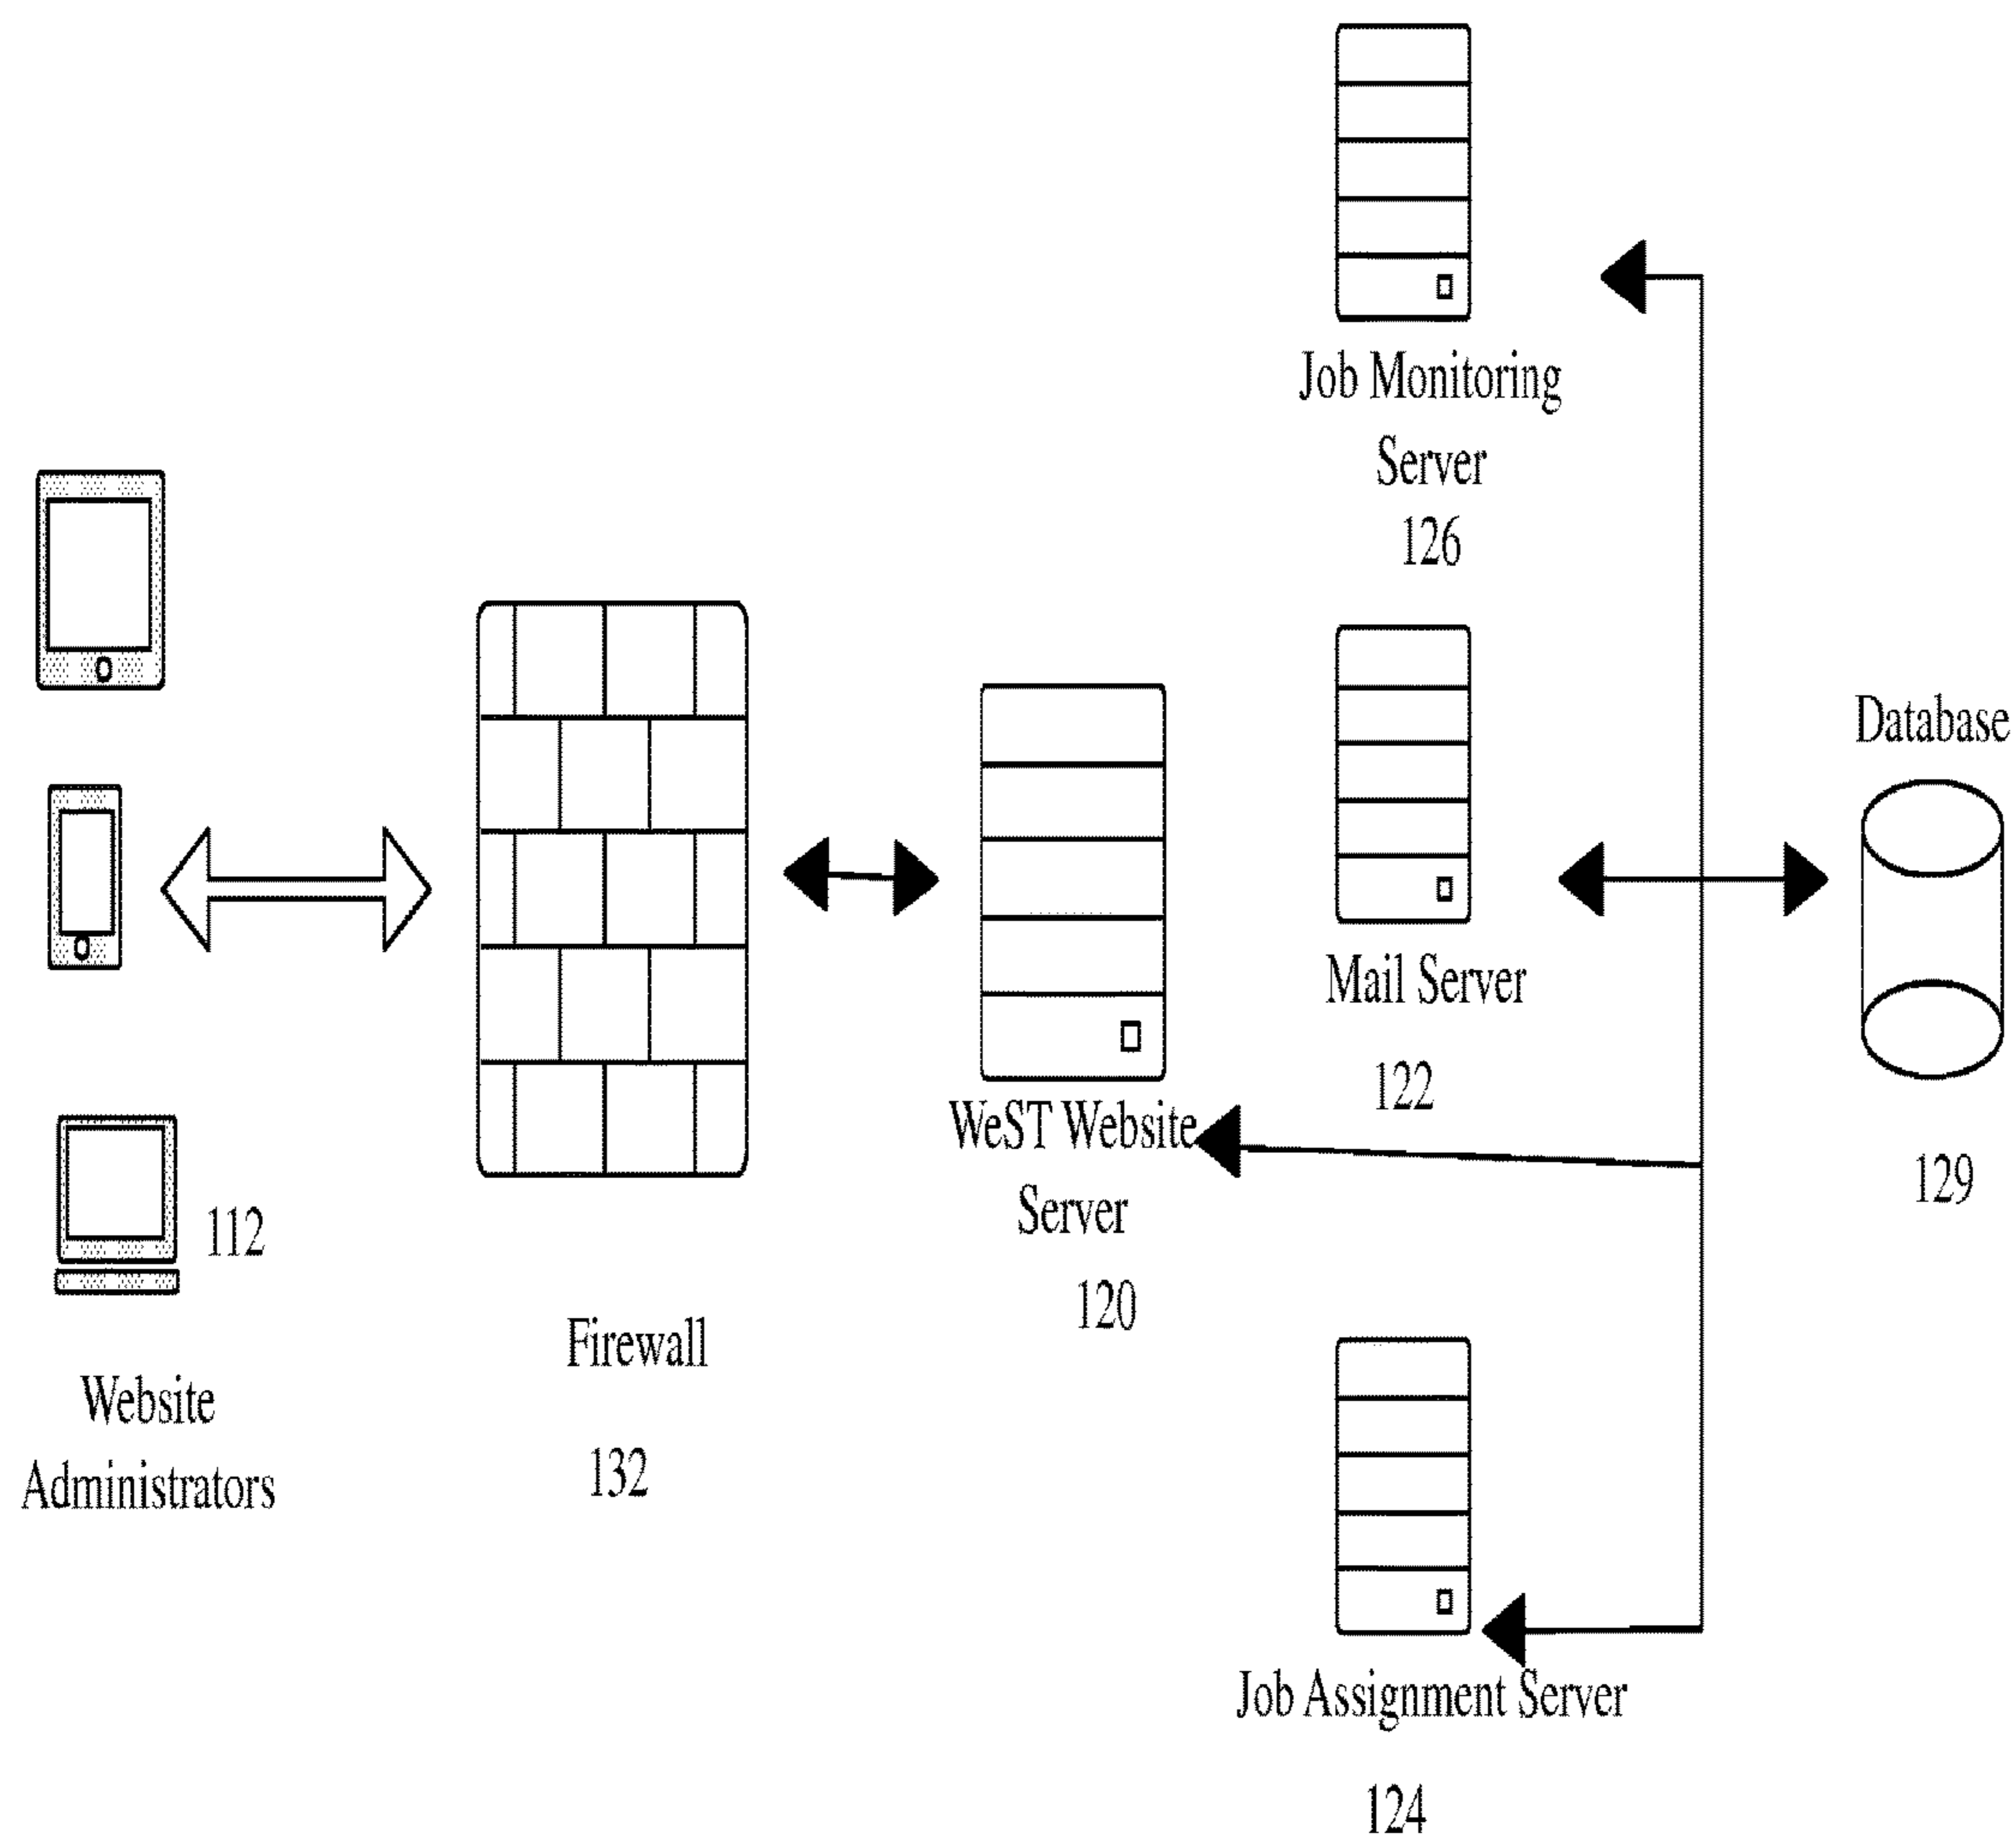 Job Monitoring
Server
126
Database
Mail Server
122
WeST Website
Server
120
129
112
Firewall
132
Website
Administrators
Job Assignment Server
124